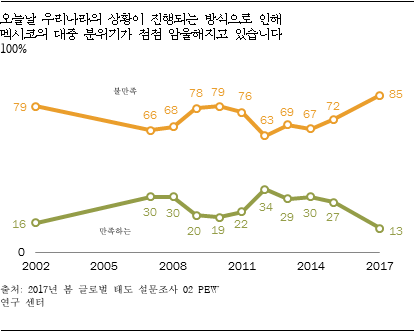 오늘날 우리나라의 상황이 진행되는 방식으로 인해
멕시코의 대중 분위기가 점점 암울해지고 있습니다
100%
불만족
79 66 68 78 79 76 63 69 67 72 85
16 30 30 20 19 22 34 29 30 27 13
만족하는
0
2002 2005 2008 2011 2014 2017
출처: 2017년 봄 글로벌 태도 설문조사 02 PEW
연구 센터